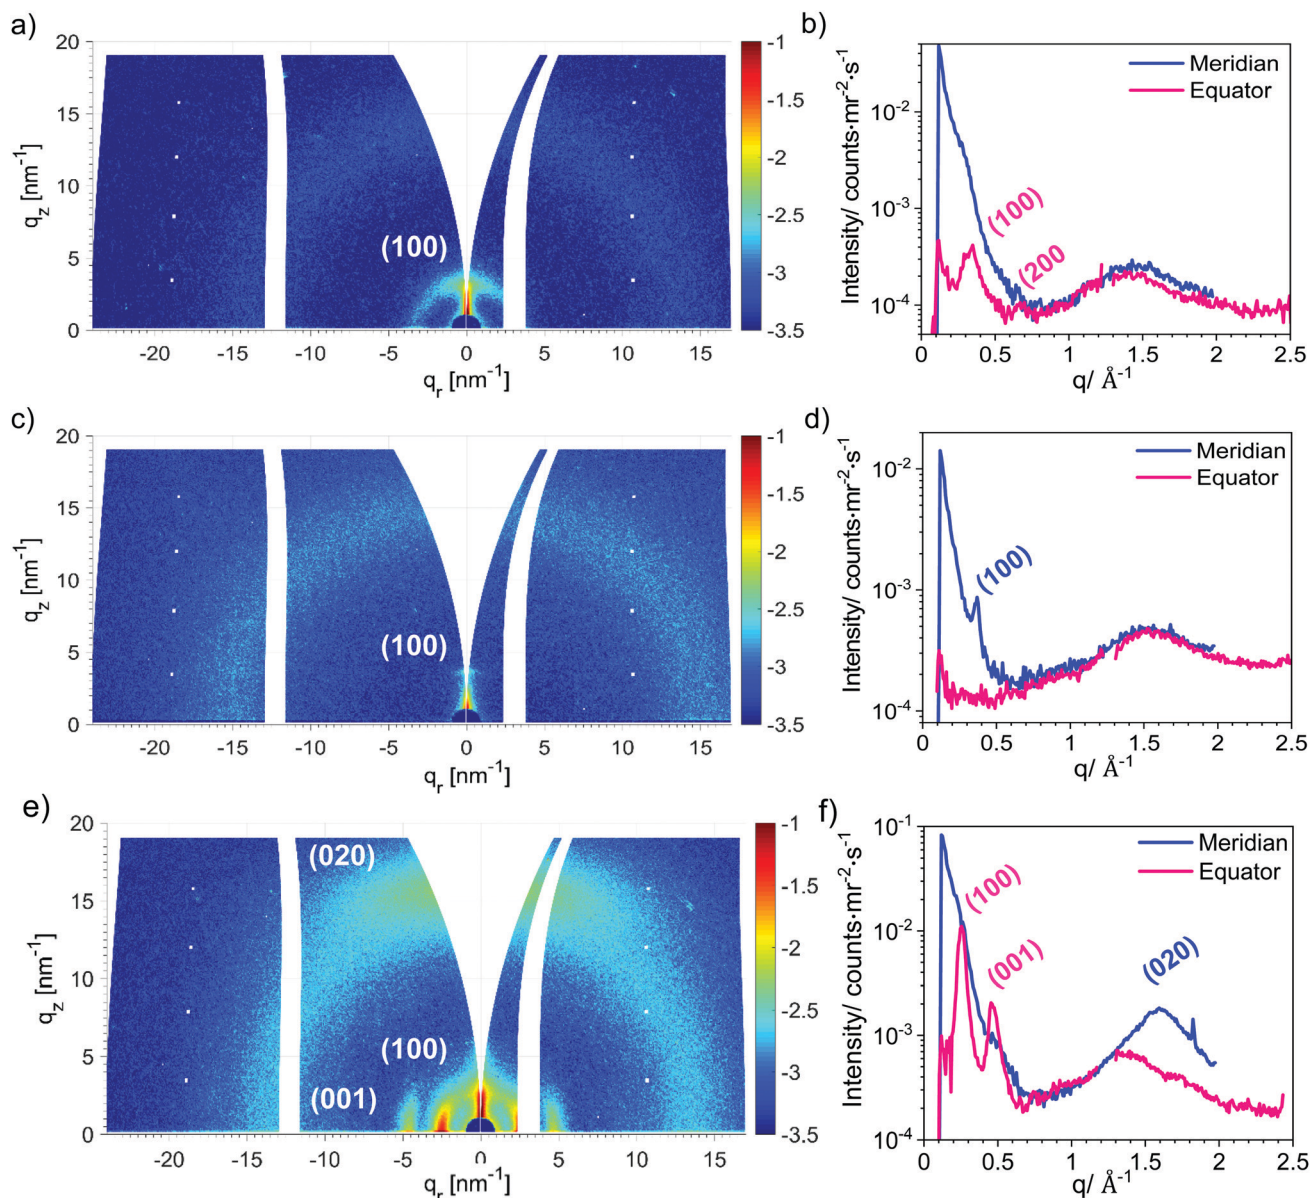 a)
20
15
10
5
0
q_z [nm⁻¹]
(100)
-20 -15 -10 -5 0 5 10 15
q_r [nm⁻¹]
-1
-1.5
-2
-2.5
-3
-3.5
b)
Intensity/ counts·mr⁻²·s⁻¹
10⁻²
10⁻³
10⁻⁴
Meridian
Equator
(100)
(200
0 0.5 1 1.5 2 2.5
q/ Å⁻¹
c)
20
15
10
5
0
q_z [nm⁻¹]
(100)
-20 -15 -10 -5 0 5 10 15
q_r [nm⁻¹]
-1
-1.5
-2
-2.5
-3
-3.5
d)
Intensity/ counts·mr⁻²·s⁻¹
10⁻²
10⁻³
10⁻⁴
Meridian
Equator
(100)
0 0.5 1 1.5 2 2.5
q/ Å⁻¹
e)
20
15
10
5
0
q_z [nm⁻¹]
(020)
(100)
(001)
-20 -15 -10 -5 0 5 10 15
q_r [nm⁻¹]
-1
-1.5
-2
-2.5
-3
-3.5
f)
Intensity/ counts·mr⁻²·s⁻¹
10⁻¹
10⁻²
10⁻³
10⁻⁴
Meridian
Equator
(100)
(001)
(020)
0 0.5 1 1.5 2 2.5
q/ Å⁻¹